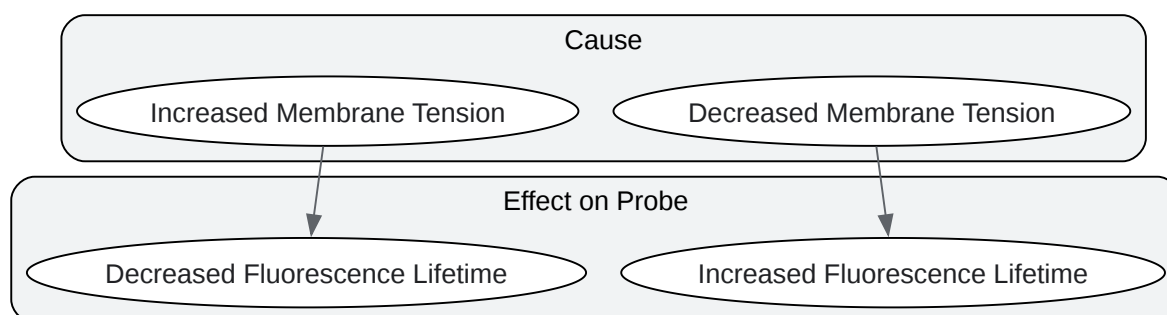 Cause
Increased Membrane Tension
Decreased Membrane Tension
Effect on Probe
Decreased Fluorescence Lifetime
Increased Fluorescence Lifetime